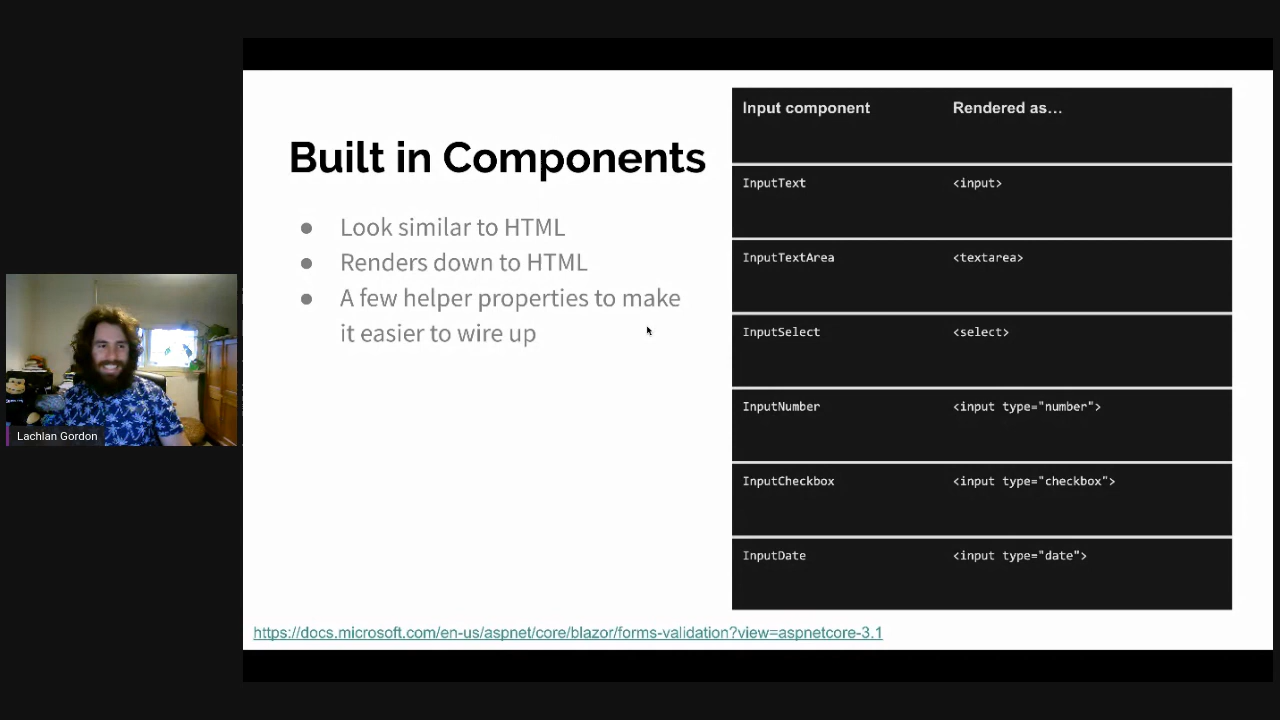 Built in Components
● Look similar to HTML
● Renders down to HTML
● A few helper properties to make
it easier to wire up
Input component Rendered as…
InputText <input>
InputTextArea <textarea>
InputSelect <select>
InputNumber <input type="number">
InputCheckbox <input type="checkbox">
InputDate <input type="date">
https://docs.microsoft.com/en-us/aspnet/core/blazor/forms-validation?view=aspnetcore-3.1
Lachlan Gordon